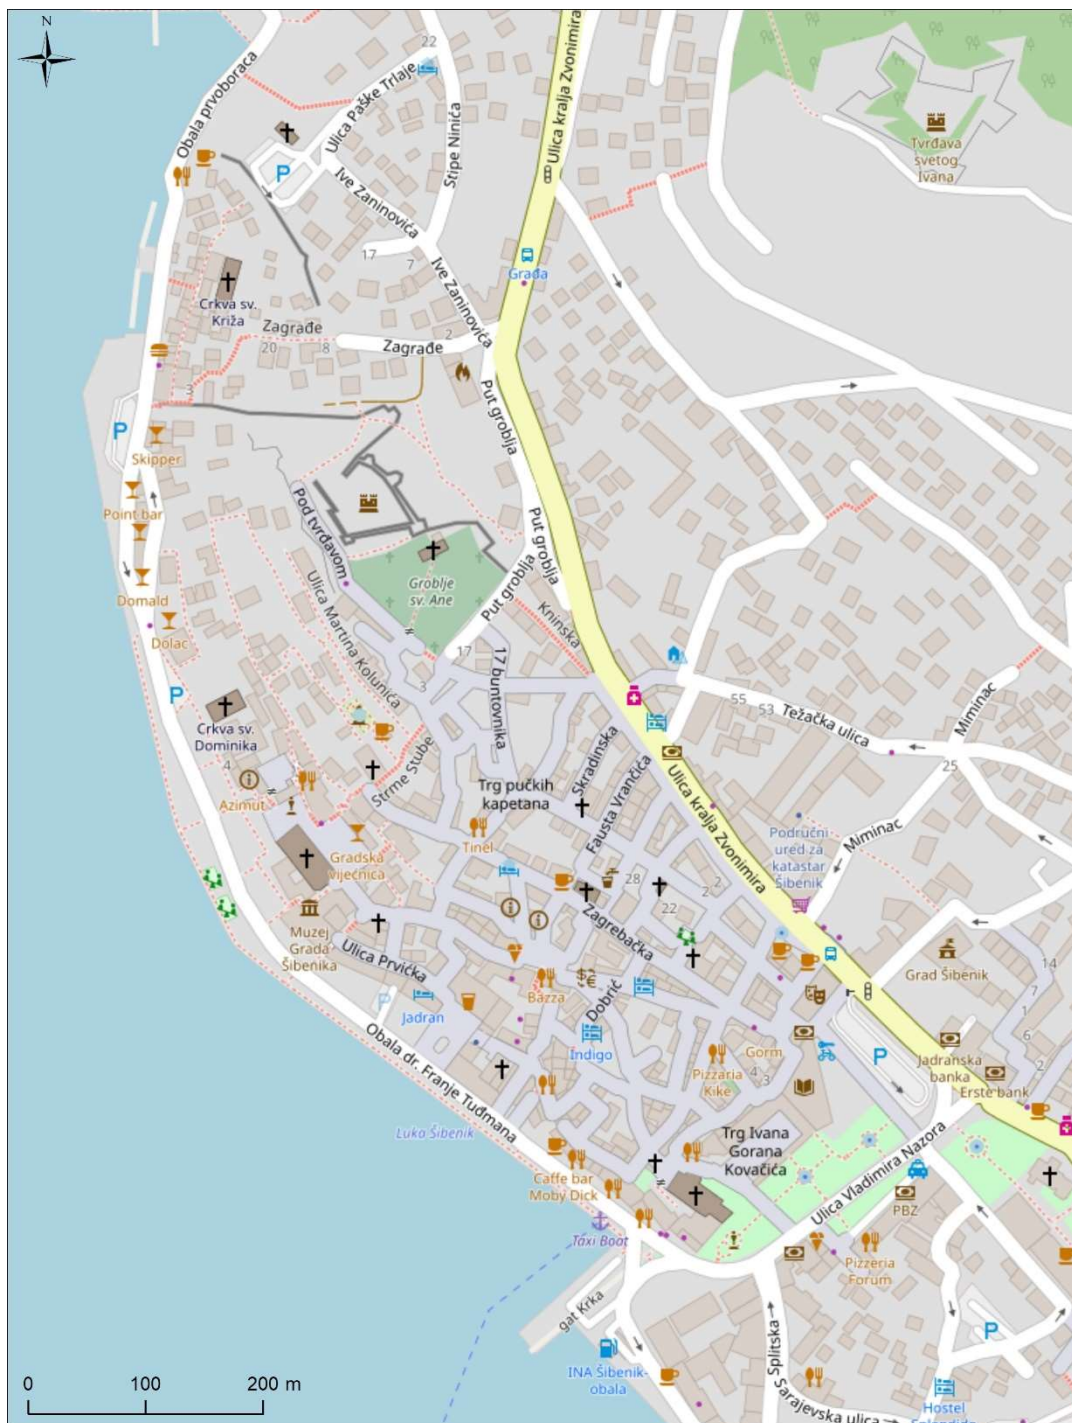 N
22
Ulica Paške Trlaje
Obala prvoboraca
Ulica kralja Zvonimira
Stipe Ninića
Tvrđava
svetog
Ivana
P
Ive Zaninovića
17
7
Ive Zaninovića
Građa
Crkva sv.
Križa
Zagrađe
20
8
Zagrađe
2
3
Put groblja
P
Skipper
Point bar
Pod tvrđavom
Put groblja
Domald
Ulica Martina Kolunića
Groblje
sv. Ane
Put groblja
Kninska
Dolac
17
17 buntovnika
3
P
55
53
Težačka ulica
Miminac
Crkva sv.
Dominika
4
Azimut
Strme Stube
Trg pučkih
kapetana
Skradinska
Fausta Vrančića
Ulica kralja Zvonimira
25
Miminac
Područni
ured za
katastar
Šibenik
Tinel
Gradska
vijećnica
28
22
2
2
Zagrebačka
Muzej
Grada
Šibenika
Ulica Prvićka
Grad Šibenik
14
7
1
6
2
P
Jadran
Bazza
Dobrić
Indigo
Obala dr. Franje Tuđmana
Pizzaria
Kike
Gorm
4
3
P
Jadranska
banka
Erste bank
Luka Šibenik
Trg Ivana
Gorana
Kovačića
Ulica Vladimira Nazora
Caffe bar
Moby Dick
PBZ
Taxi Boat
Pizzeria
Forum
gat Krka
P
INA Šibenik-
obala
Splitska
Sarajevska ulica
Hostel
Splendida
0
100
200 m